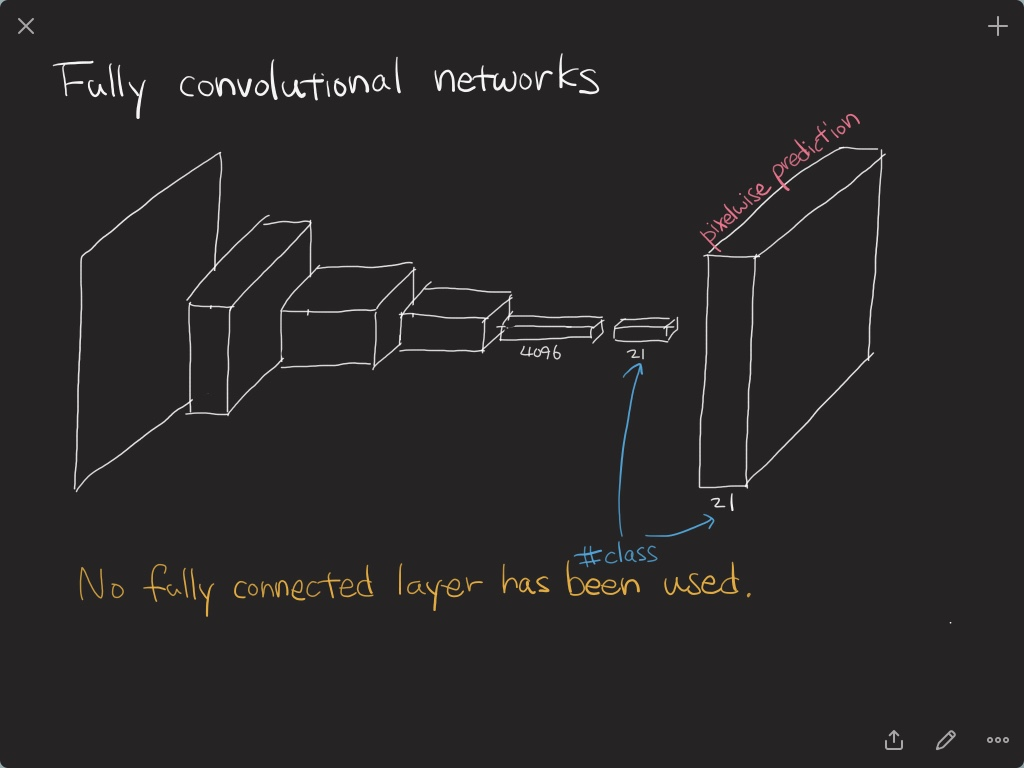 Fully convolutional networks
pixelwise prediction
4096
21
21
#class
No fully connected layer has been used.